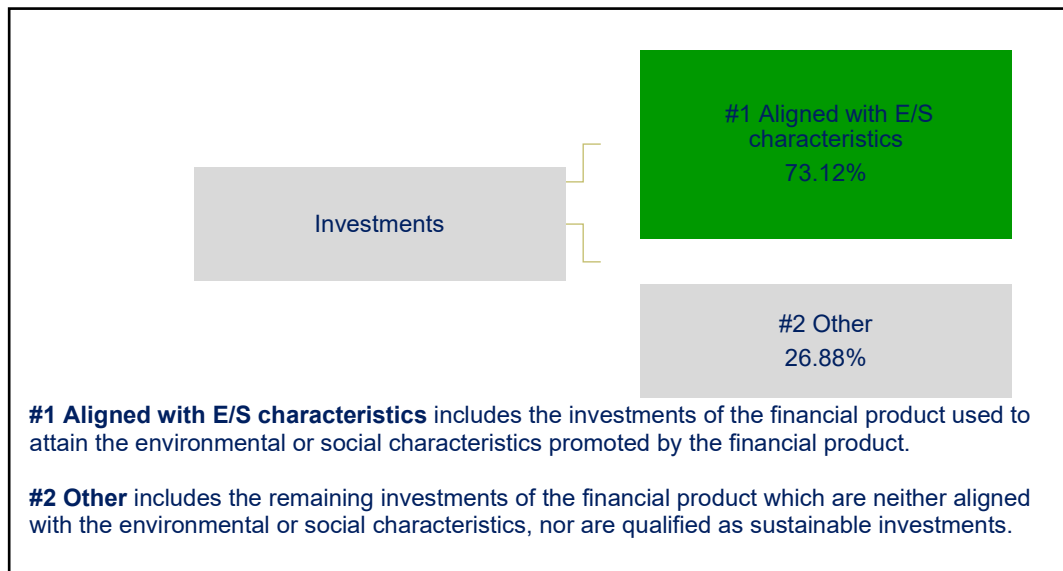 #1 Aligned with E/S
characteristics
73.12%
Investments
#2 Other
26.88%
#1 Aligned with E/S characteristics includes the investments of the financial product used to
attain the environmental or social characteristics promoted by the financial product.
#2 Other includes the remaining investments of the financial product which are neither aligned
with the environmental or social characteristics, nor are qualified as sustainable investments.